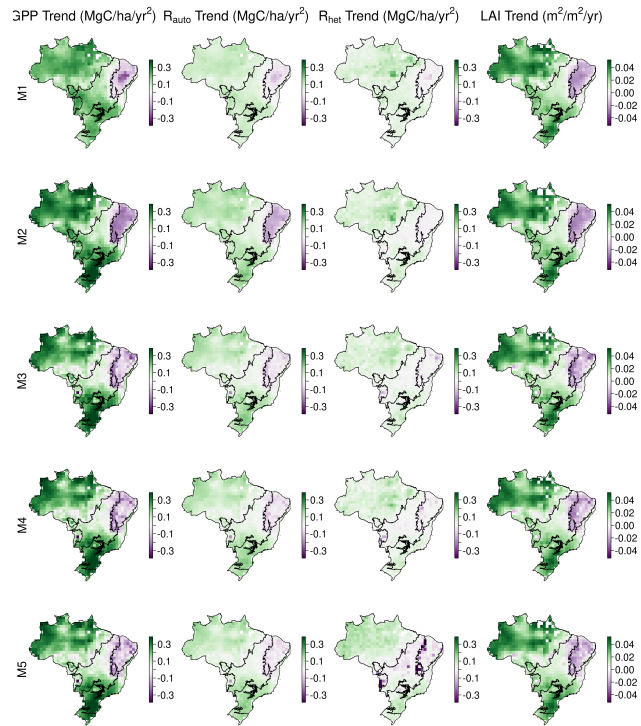 GPP Trend (MgC/ha/yr²) R_auto Trend (MgC/ha/yr²) R_het Trend (MgC/ha/yr²) LAI Trend (m²/m²/yr)
M1
0.3 0.3 0.3 0.04
0.1 0.1 0.1 0.02
-0.1 -0.1 -0.1 0.00
-0.3 -0.3 -0.3 -0.02
-0.04
M2
0.3 0.3 0.3 0.04
0.1 0.1 0.1 0.02
-0.1 -0.1 -0.1 0.00
-0.3 -0.3 -0.3 -0.02
-0.04
M3
0.3 0.3 0.3 0.04
0.1 0.1 0.1 0.02
-0.1 -0.1 -0.1 0.00
-0.3 -0.3 -0.3 -0.02
-0.04
M4
0.3 0.3 0.3 0.04
0.1 0.1 0.1 0.02
-0.1 -0.1 -0.1 0.00
-0.3 -0.3 -0.3 -0.02
-0.04
M5
0.3 0.3 0.3 0.04
0.1 0.1 0.1 0.02
-0.1 -0.1 -0.1 0.00
-0.3 -0.3 -0.3 -0.02
-0.04